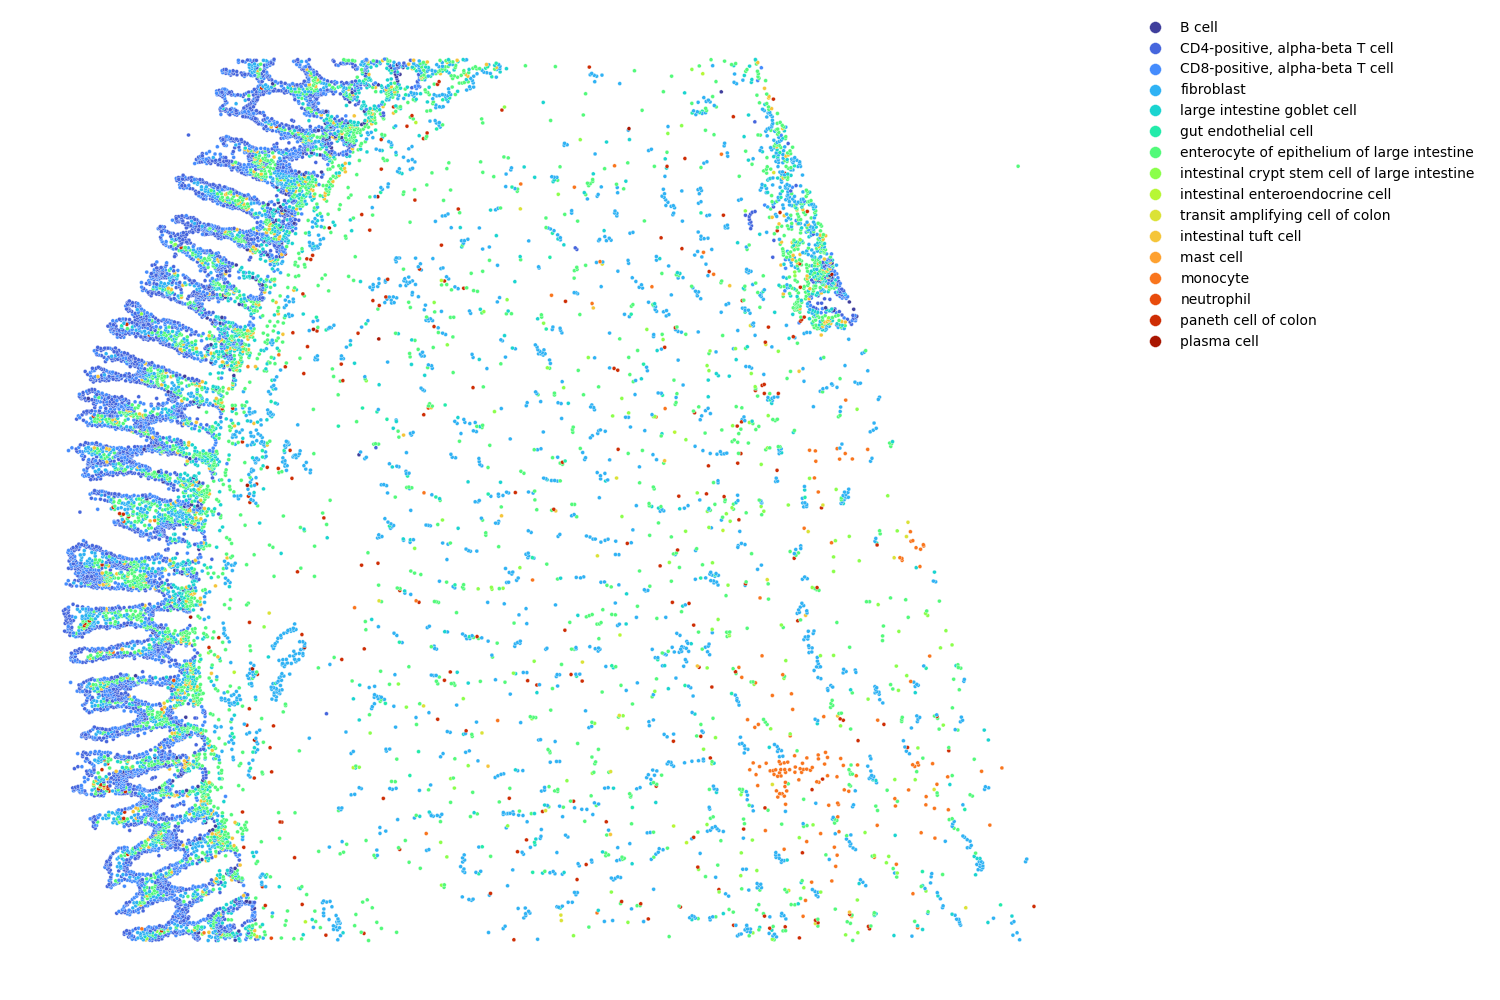 B cell
CD4-positive, alpha-beta T cell
CD8-positive, alpha-beta T cell
fibroblast
large intestine goblet cell
gut endothelial cell
enterocyte of epithelium of large intestine
intestinal crypt stem cell of large intestine
intestinal enteroendocrine cell
transit amplifying cell of colon
intestinal tuft cell
mast cell
monocyte
neutrophil
paneth cell of colon
plasma cell